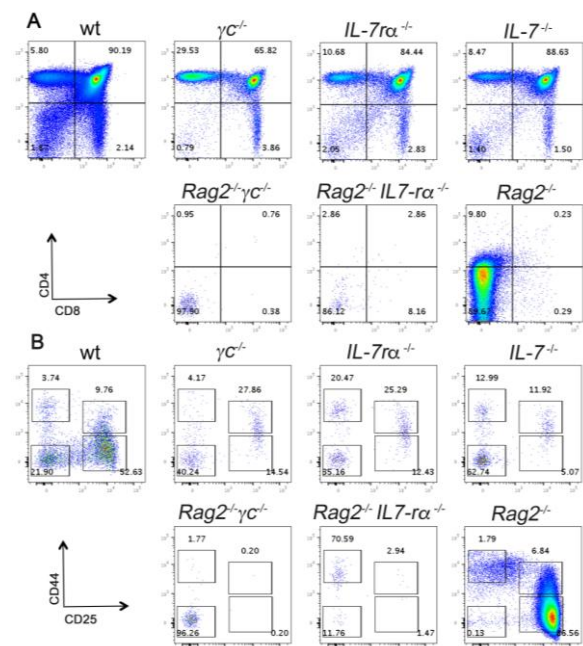 A
wt
γc-/-
IL-7rα -/-
IL-7-/-
5.80 90.19
29.53 65.82
10.68 84.44
8.47 88.63
2.14
0.79 3.86
2.05 2.83
1.40 1.50
Rag2-/-γc-/-
Rag2-/- IL7-rα-/-
Rag2-/-
0.95 0.76
2.86 2.86
9.80 0.23
97.90 0.38
86.12 8.16
0.29
CD4
CD8
B
wt
γc-/-
IL-7rα -/-
IL-7-/-
3.74 9.76
4.17 27.86
20.47 25.29
12.99 11.92
21.90 52.63
40.24 14.54
35.16 12.43
62.74 5.07
Rag2-/-γc-/-
Rag2-/- IL7-rα-/-
Rag2-/-
1.77 0.20
70.59 2.94
1.79 6.84
96.26 0.20
11.76 1.47
0.13
CD44
CD25